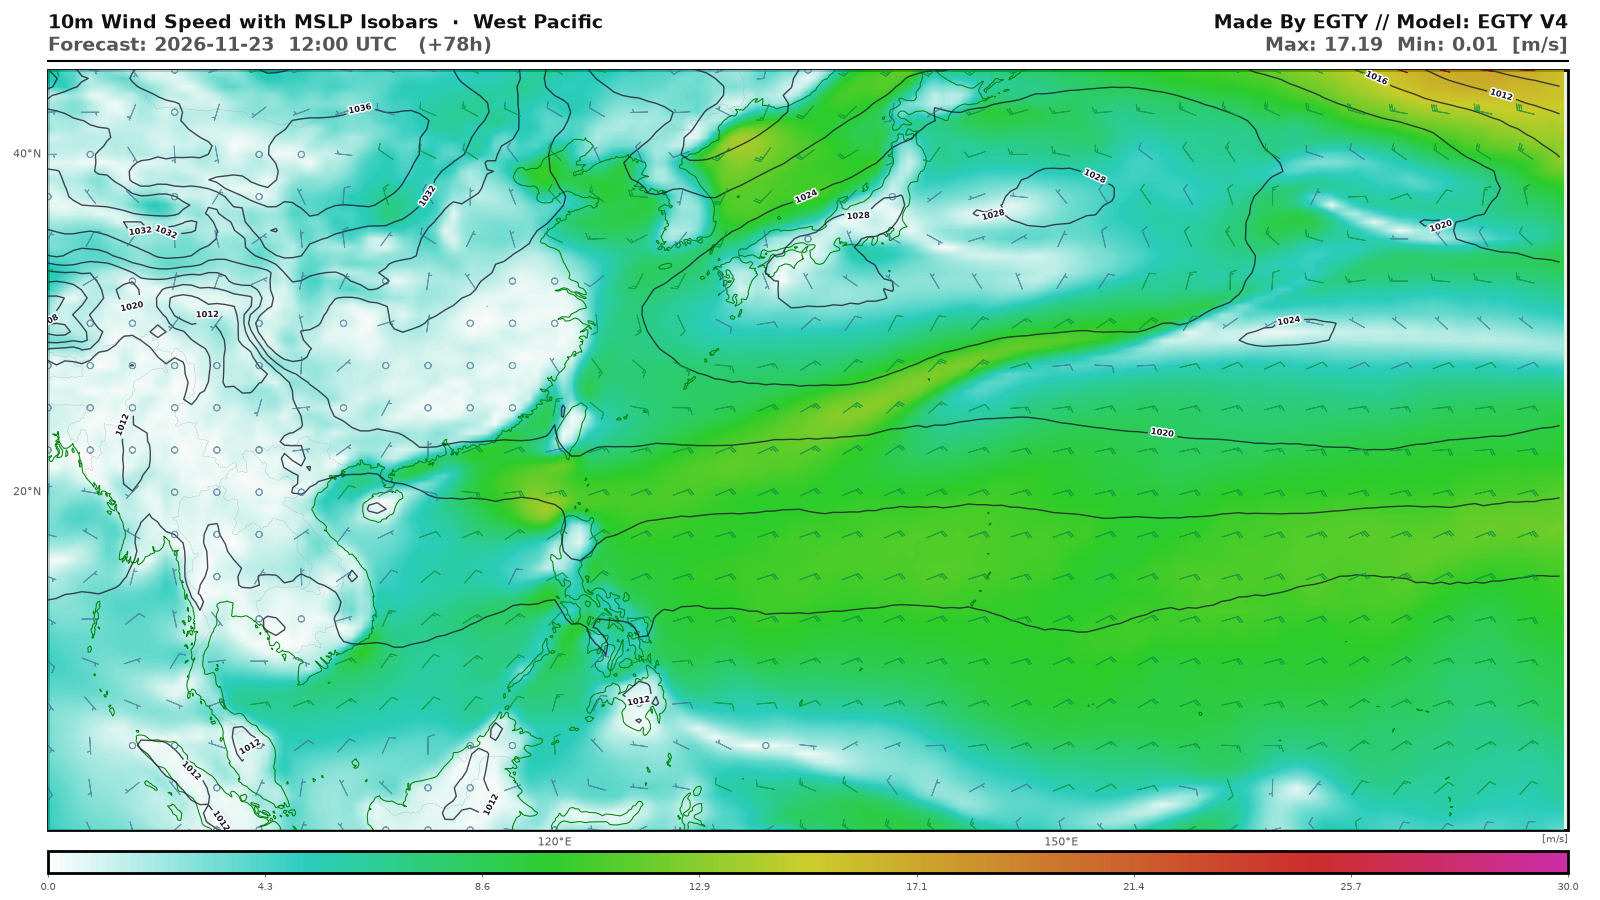 10m Wind Speed with MSLP Isobars · West Pacific
Made By EGTY // Model: EGTY V4
Forecast: 2026-11-23 12:00 UTC (+78h)
Max: 17.19 Min: 0.01 [m/s]
1016
1012
1036
40°N
1032
1028
1024
1028
1028
1020
1032 1032
1020
1012
08
1024
1012
1020
20°N
1012
1012
1012
1012
1012
120°E
150°E
[m/s]
0.0 4.3 8.6 12.9 17.1 21.4 25.7 30.0